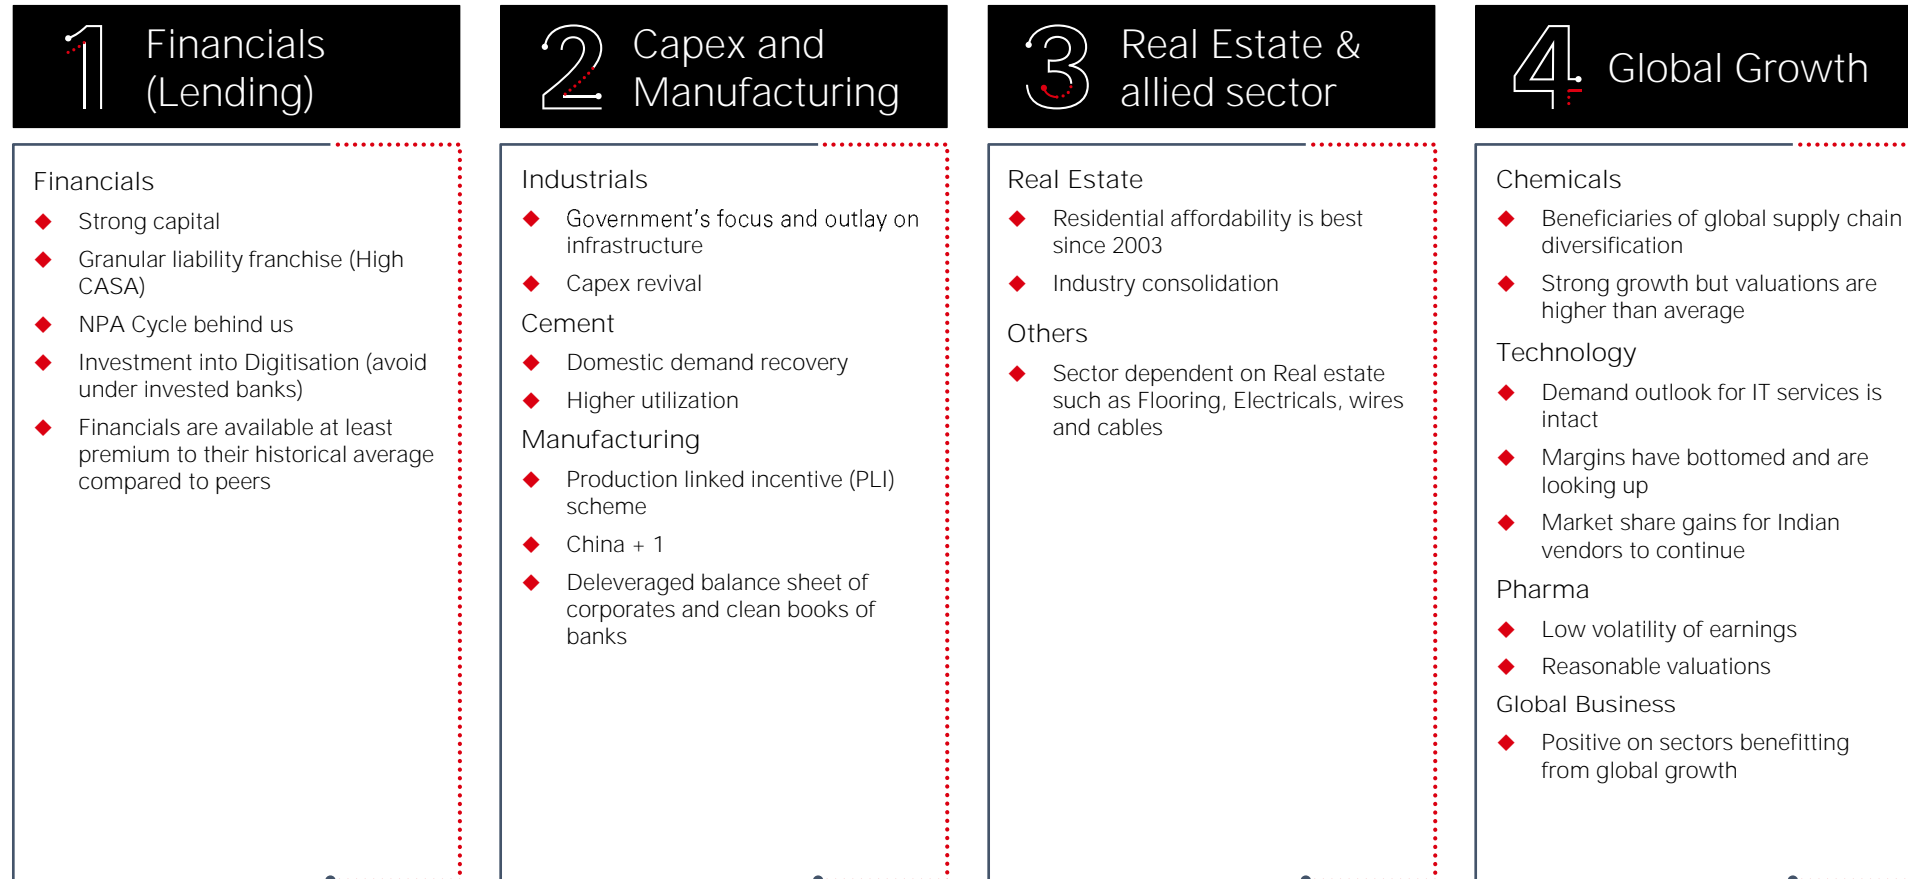 1
Financials
(Lending)
Financials
Strong capital
Granular liability franchise (High
CASA)
NPA Cycle behind us
Investment into Digitisation (avoid
under invested banks)
Financials are available at least
premium to their historical average
compared to peers
2
Capex and
Manufacturing
Industrials
Government's focus and outlay on
infrastructure
Capex revival
Cement
Domestic demand recovery
Higher utilization
Manufacturing
Production linked incentive (PLI)
scheme
China + 1
Deleveraged balance sheet of
corporates and clean books of
banks
3
Real Estate &
allied sector
Real Estate
Residential affordability is best
since 2003
Industry consolidation
Others
Sector dependent on Real estate
such as Flooring, Electricals, wires
and cables
4
Global Growth
Chemicals
Beneficiaries of global supply chain
diversification
Strong growth but valuations are
higher than average
Technology
Demand outlook for IT services is
intact
Margins have bottomed and are
looking up
Market share gains for Indian
vendors to continue
Pharma
Low volatility of earnings
Reasonable valuations
Global Business
Positive on sectors benefitting
from global growth